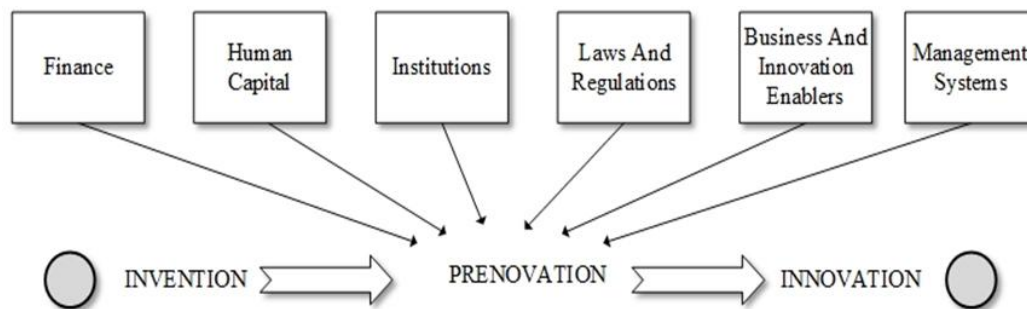 Finance
Human
Capital
Institutions
Laws And
Regulations
Business And
Innovation
Enablers
Management
Systems
INVENTION
PRENOVATION
INNOVATION